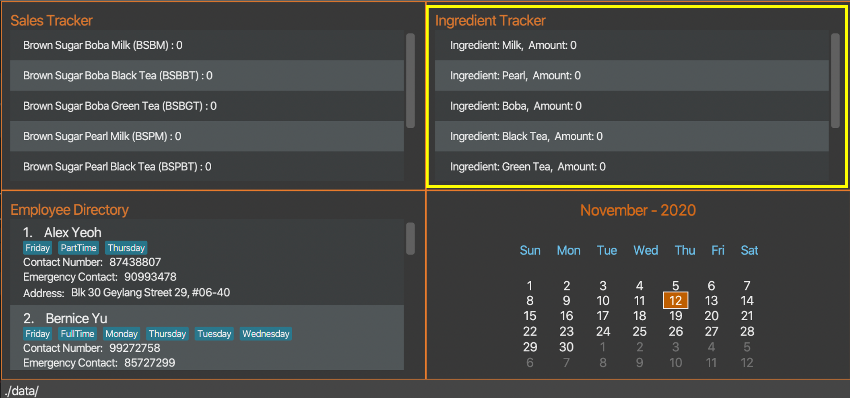 Sales Tracker
Brown Sugar Boba Milk (BSBM) : 0
Brown Sugar Boba Black Tea (BSBBT) : 0
Brown Sugar Boba Green Tea (BSBGT) : 0
Brown Sugar Pearl Milk (BSPM) : 0
Brown Sugar Pearl Black Tea (BSPBT) : 0
Ingredient Tracker
Ingredient: Milk,  Amount: 0
Ingredient: Pearl,  Amount: 0
Ingredient: Boba,  Amount: 0
Ingredient: Black Tea,  Amount: 0
Ingredient: Green Tea,  Amount: 0
Employee Directory
1.   Alex Yeoh
Friday PartTime Thursday
Contact Number:  87438807
Emergency Contact:  90993478
Address:  Blk 30 Geylang Street 29, #06-40
2.   Bernice Yu
Friday FullTime Monday Thursday Tuesday Wednesday
Contact Number:  99272758
Emergency Contact:  85727299
November - 2020
Sun Mon Tue Wed Thu Fri Sat
1 2 3 4 5 6 7
8 9 10 11 12 13 14
15 16 17 18 19 20 21
22 23 24 25 26 27 28
29 30 1 2 3 4 5
6 7 8 9 10 11 12
./data/